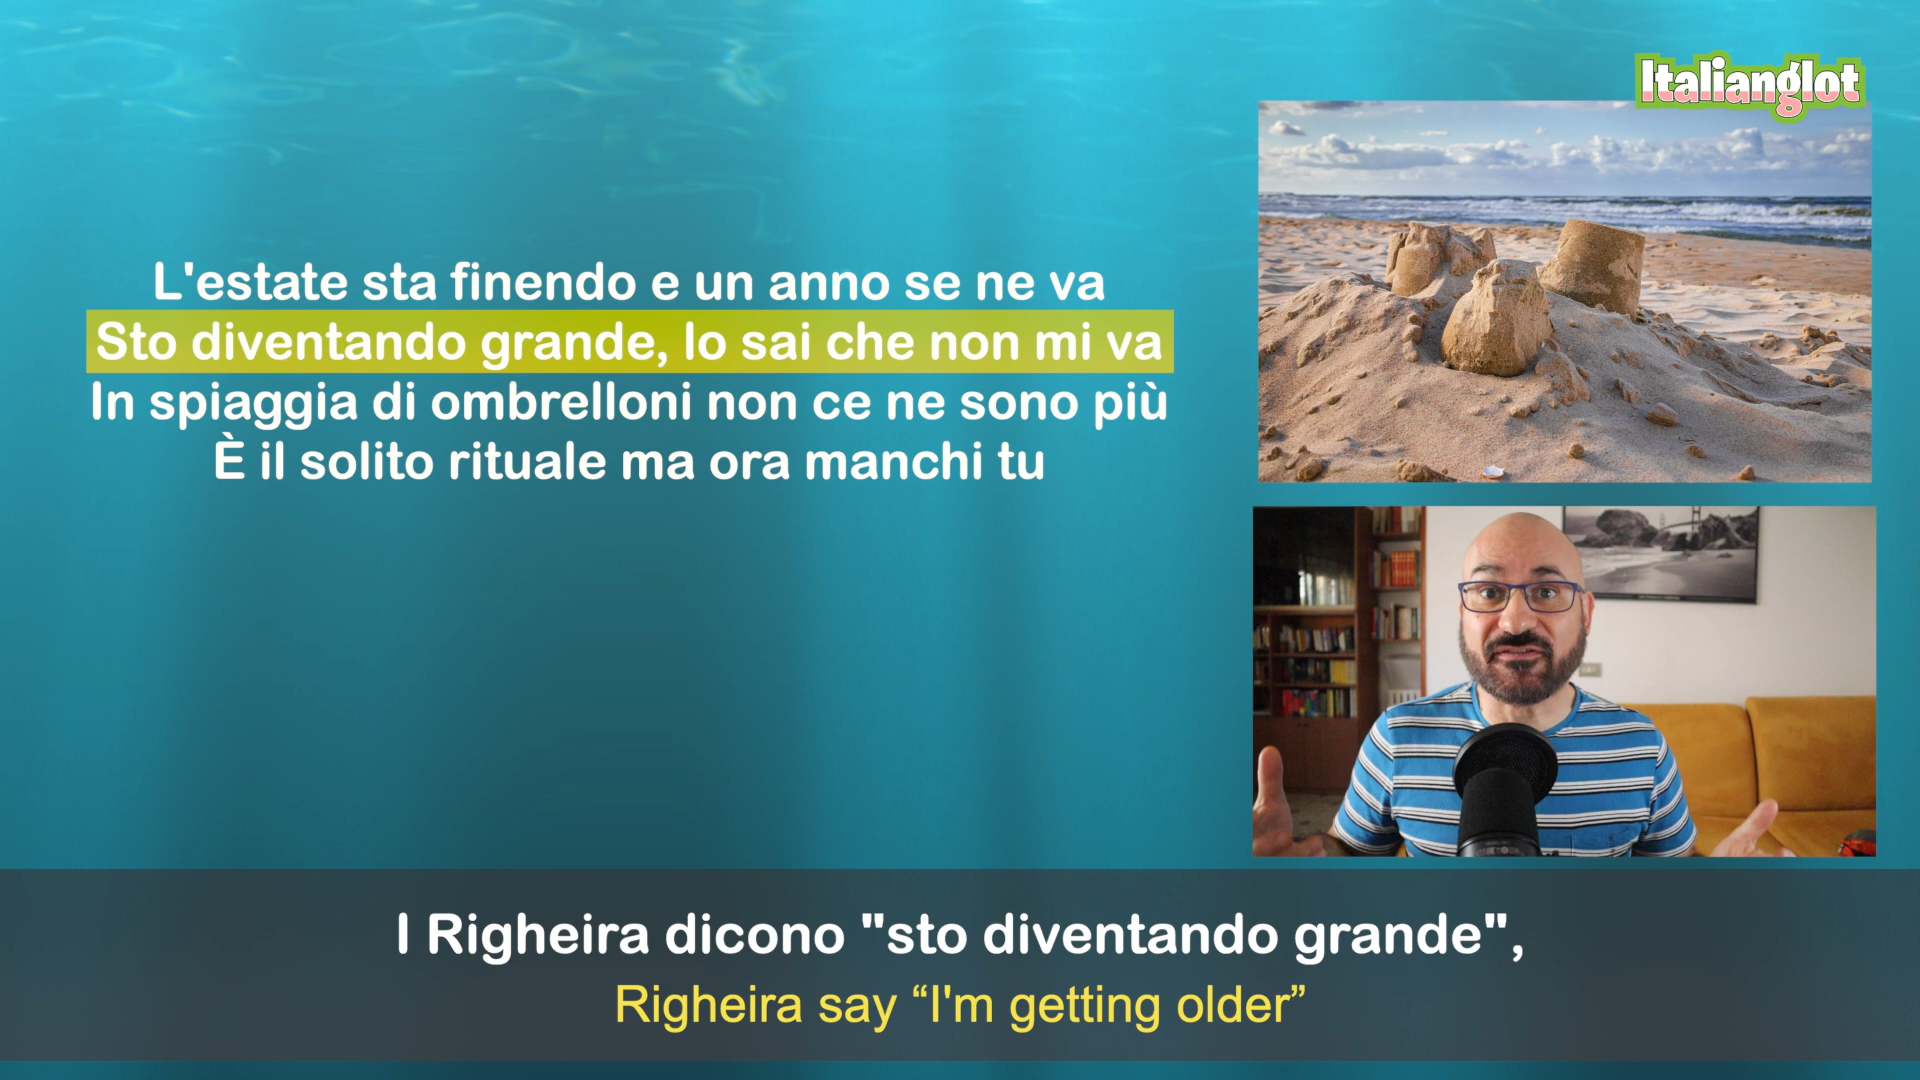 Italianglot
L'estate sta finendo e un anno se ne va
Sto diventando grande, lo sai che non mi va
In spiaggia di ombrelloni non ce ne sono più
È il solito rituale ma ora manchi tu
I Righeira dicono "sto diventando grande",
Righeira say “I'm getting older”